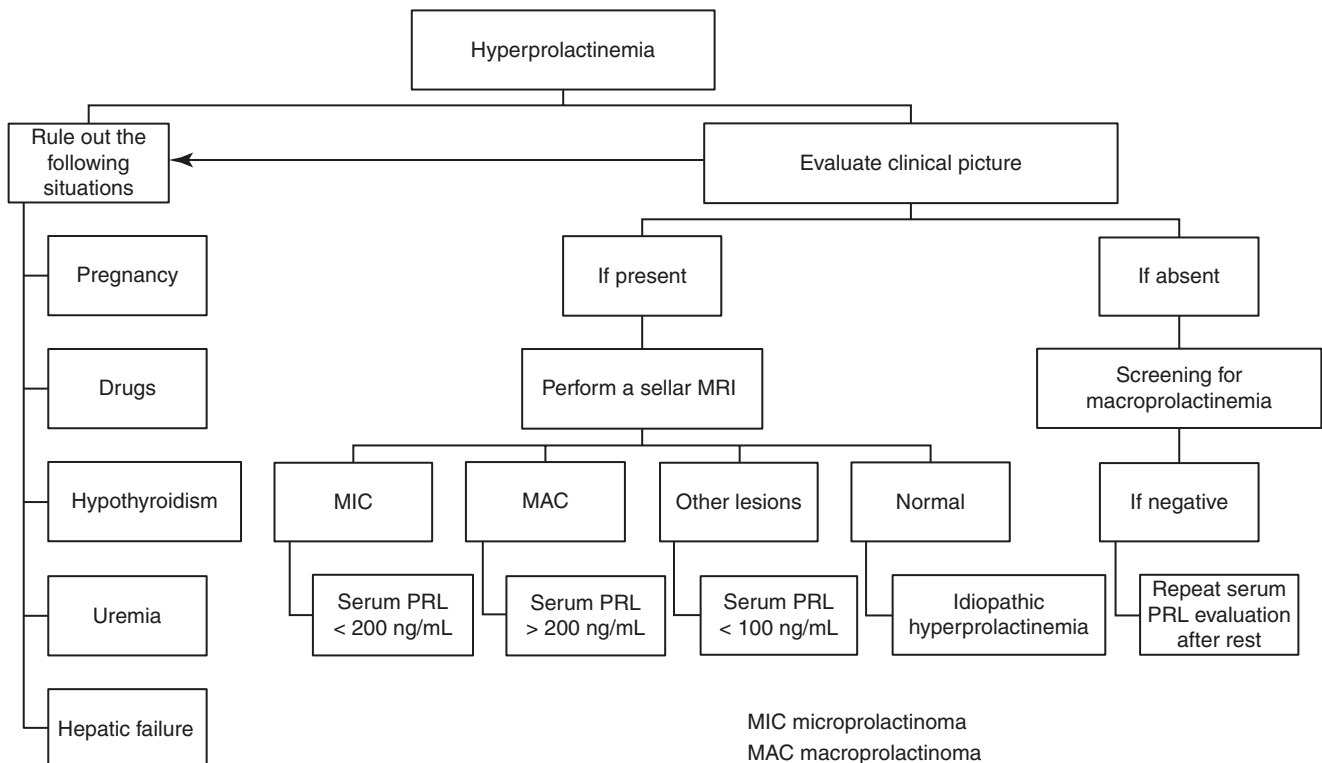 Hyperprolactinemia
Rule out the
following
situations
Evaluate clinical picture
Pregnancy
Drugs
Hypothyroidism
Uremia
Hepatic failure
If present
Perform a sellar MRI
MIC
Serum PRL
< 200 ng/mL
MAC
Serum PRL
> 200 ng/mL
Other lesions
Serum PRL
< 100 ng/mL
Normal
Idiopathic
hyperprolactinemia
If absent
Screening for
macroprolactinemia
If negative
Repeat serum
PRL evaluation
after rest
MIC microprolactinoma
MAC macroprolactinoma